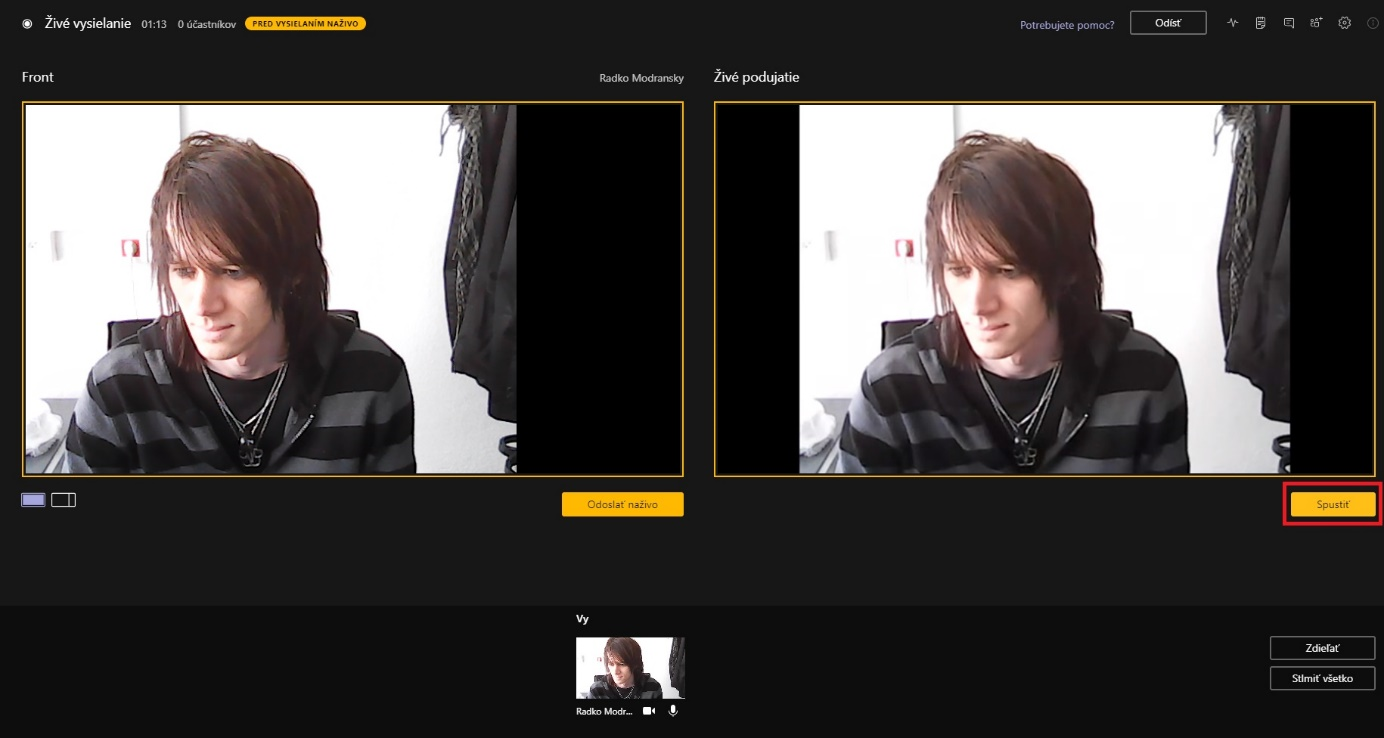 Živé vysielanie 01:13 0 účastníkov PRED VYSIELANÍM NAŽIVO Potrebujete pomoc? Odísť
Front Radko Modransky Živé podujatie
Odoslať naživo Spustiť
Vy
Zdieľať
Stlmiť všetko
Radko Modr...